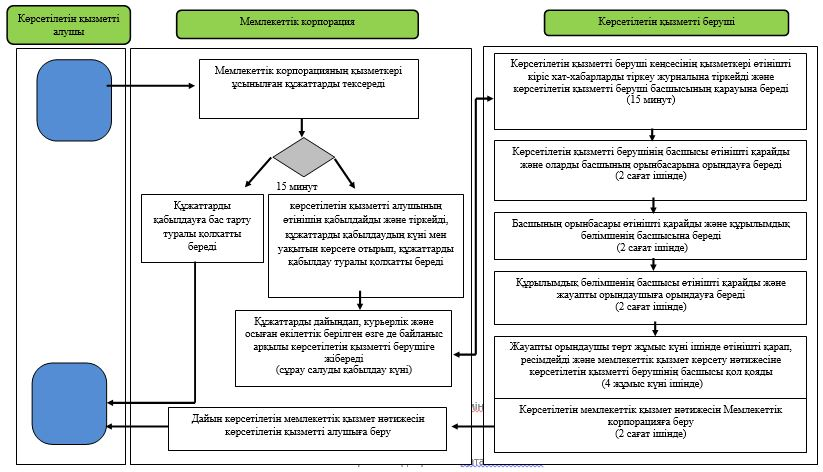 Көрсетілетін қызметті
алушы
Мемлекеттік корпорация
Көрсетілетін қызметті беруші
Мемлекеттік корпорацияның қызметкері
ұсынылған құжаттарды тексереді
15 минут
Құжаттарды
қабылдауға бас тарту
туралы қолхатты
береді
көрсетілетін қызметті алушының
өтінішін қабылдайды және тіркейді,
құжаттарды қабылдаудың күні мен
уақытын көрсете отырып, құжаттарды
қабылдау туралы қолхатты береді
Құжаттарды дайындап, курьерлік және
осыған өкілеттік берілген өзге де байланыс
арқылы көрсетілетін қызметті берушіге
жібереді
(сұрау салуды қабылдау күні)
Дайын көрсетілетін мемлекеттік қызмет нәтижесін
көрсетілетін қызметті алушыға беру
Көрсетілетін қызметті беруші кеңсесінің қызметкері өтінішті
кіріс хат-хабарларды тіркеу журналына тіркейді және
көрсетілетін қызметті беруші басшысының қарауына береді
(15 минут)
Көрсетілетін қызметті берушінің басшысы өтінішті қарайды
және оларды басшының орынбасарына орындауға береді
(2 сағат ішінде)
Басшының орынбасары өтінішті қарайды және құрылымдық
бөлімшенің басшысына береді
(2 сағат ішінде)
Құрылымдық бөлімшенің басшысы өтінішті қарайды және
жауапты орындаушыға орындауға береді
(2 сағат ішінде)
Жауапты орындаушы төрт жұмыс күні ішінде өтінішті қарап,
ресімдейді және мемлекеттік қызмет көрсету нәтижесіне
көрсетілетін қызметті берушінің басшысы қол қояды
(4 жұмыс күні ішінде)
Көрсетілетін мемлекеттік қызмет нәтижесін Мемлекеттік
корпорацияға беру
(2 сағат ішінде)